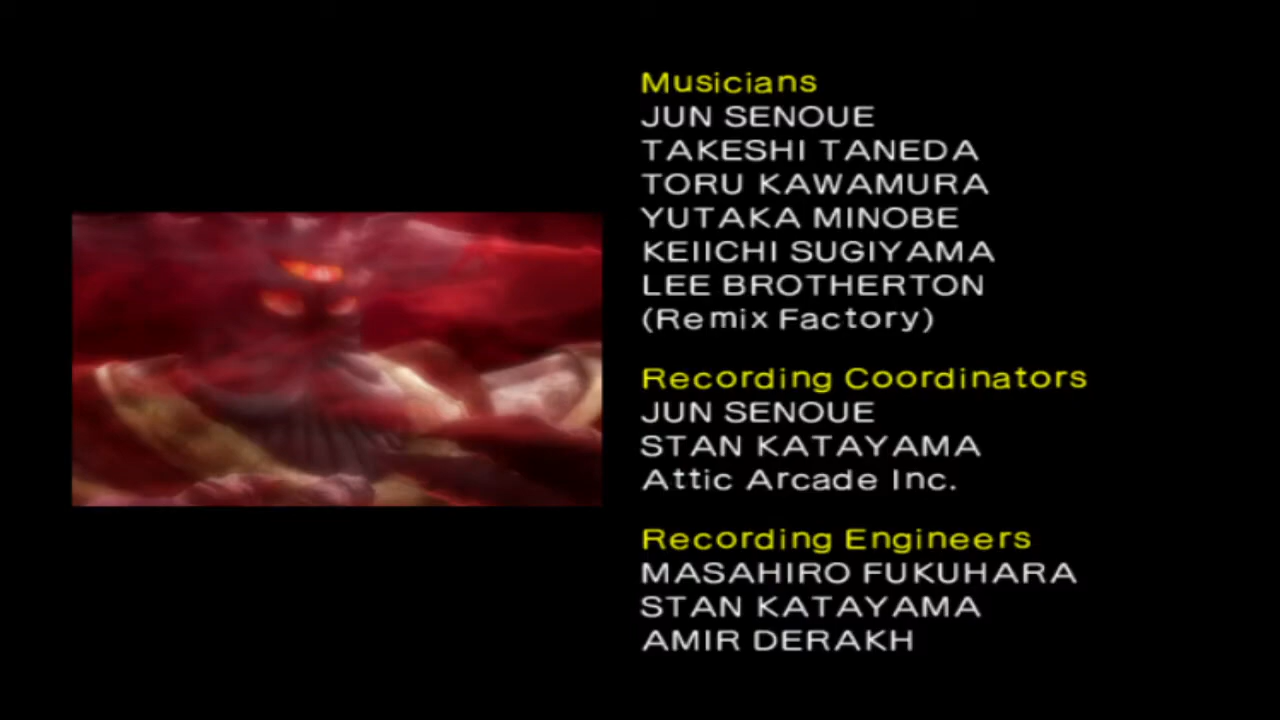 Musicians
JUN SENOUE
TAKESHI TANEDA
TORU KAWAMURA
YUTAKA MINOBE
KEIICHI SUGIYAMA
LEE BROTHERTON
(Remix Factory)
Recording Coordinators
JUN SENOUE
STAN KATAYAMA
Attic Arcade Inc.
Recording Engineers
MASAHIRO FUKUHARA
STAN KATAYAMA
AMIR DERAKH